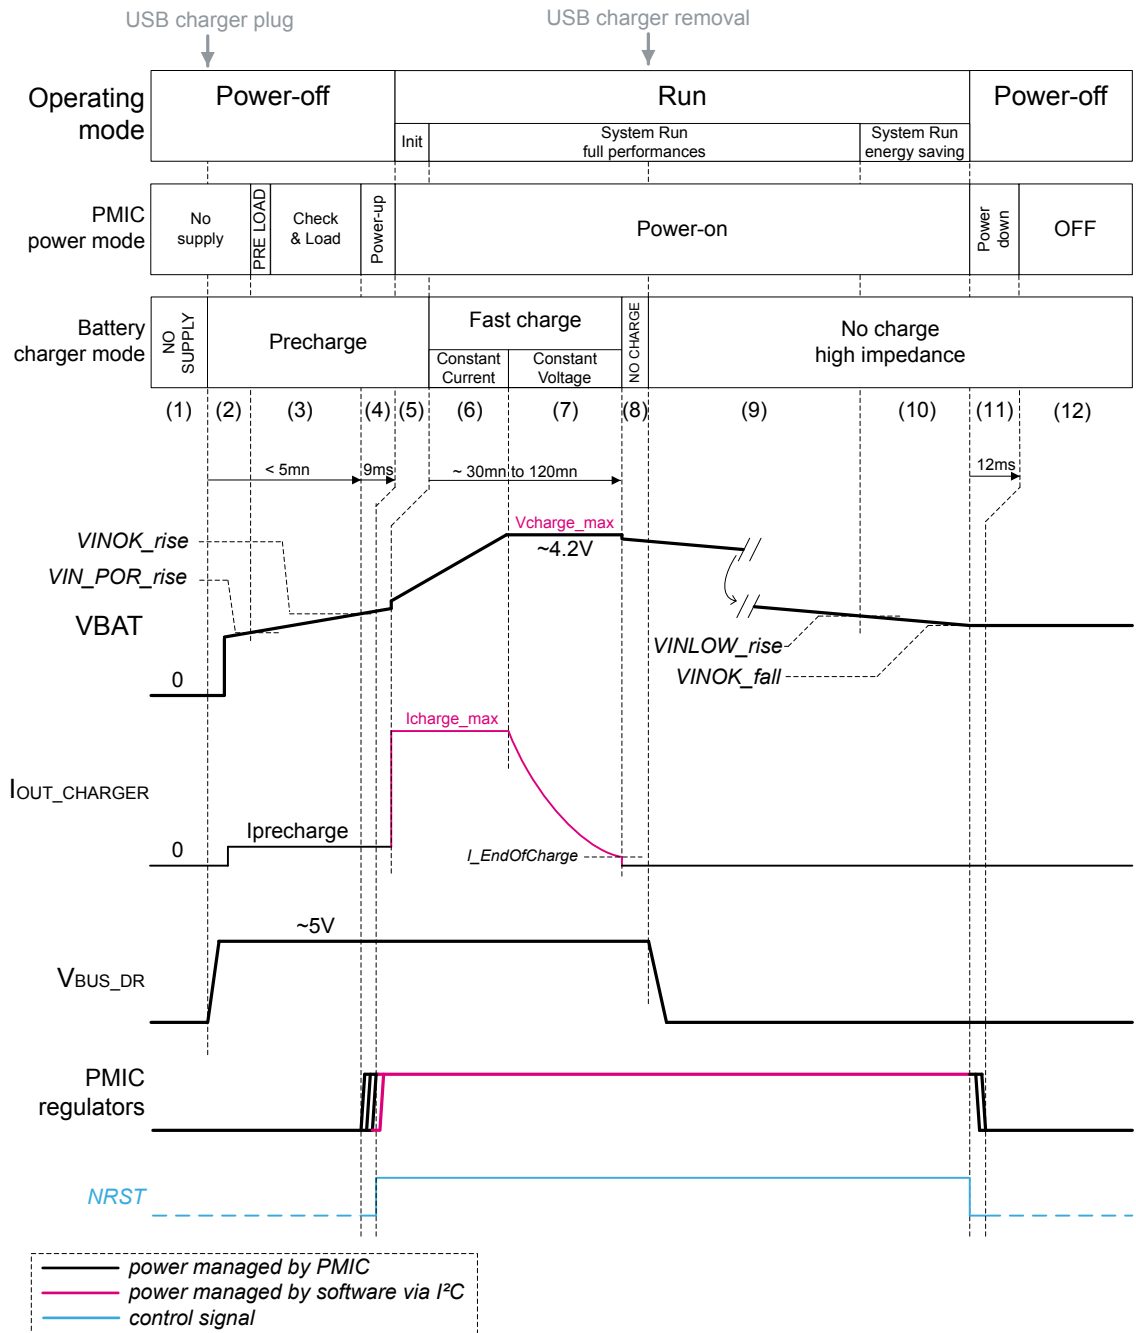 USB charger plug
USB charger removal
Operating
mode
Power-off
Run
Power-off
Init
System Run
full performances
System Run
energy saving
PMIC
power mode
No
supply
PRE LOAD
Check
& Load
Power-up
Power-on
Power
down
OFF
Battery
charger mode
NO
SUPPLY
Precharge
Fast charge
Constant
Current
Constant
Voltage
NO CHARGE
No charge
high impedance
(1) (2) (3) (4) (5) (6) (7) (8) (9) (10) (11) (12)
< 5mn
9ms
~ 30mn to 120mn
12ms
VINOK_rise
VIN_POR_rise
VBAT
0
Vcharge_max
~4.2V
VINLOW_rise
VINOK_fall
Icharge_max
IOUT_CHARGER
Iprecharge
0
I_EndOfCharge
~5V
VBUS_DR
PMIC
regulators
NRST
power managed by PMIC
power managed by software via I²C
control signal